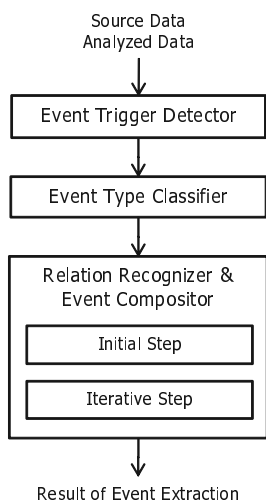 Source Data
Analyzed Data
Event Trigger Detector
Event Type Classifier
Relation Recognizer &
Event Compositor
Initial Step
Iterative Step
Result of Event Extraction